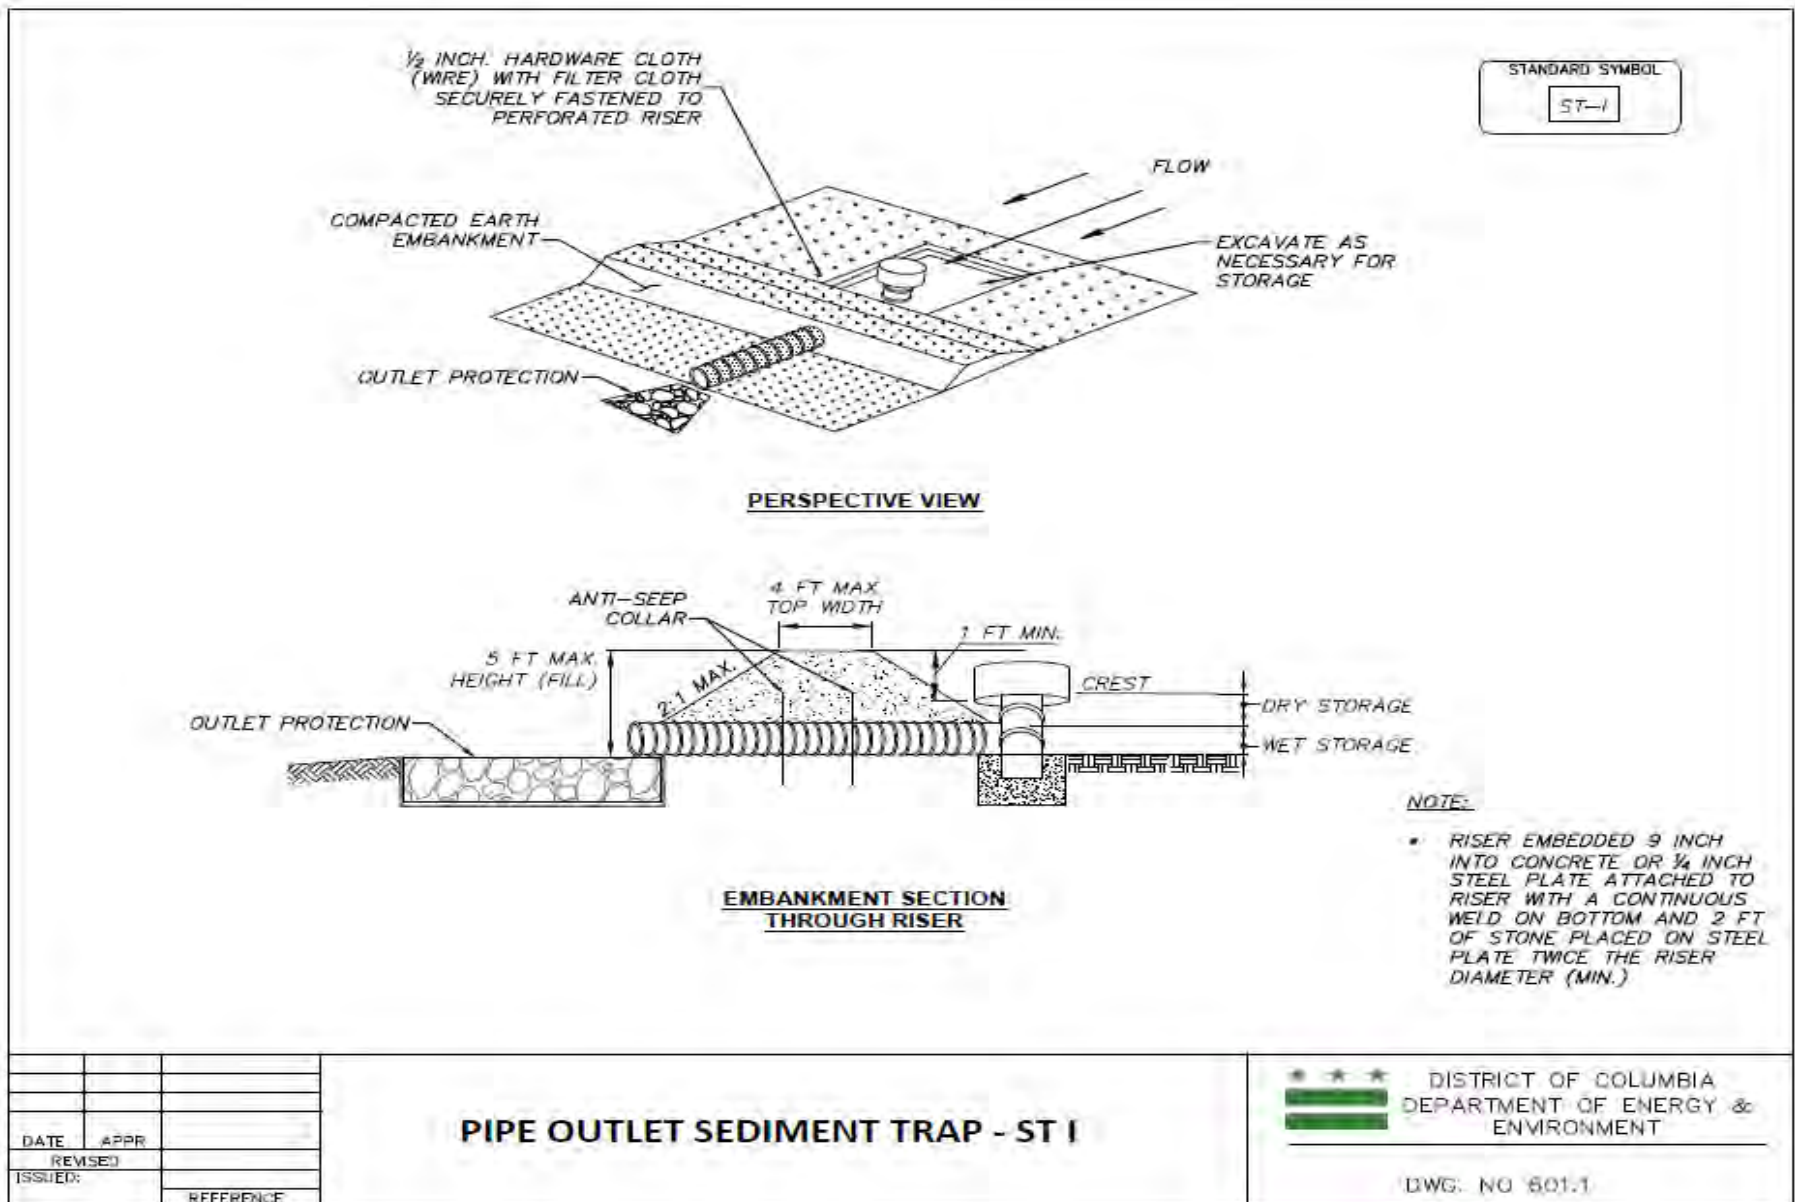 ½ INCH. HARDWARE CLOTH
(WIRE) WITH FILTER CLOTH
SECURELY FASTENED TO
PERFORATED RISER
STANDARD SYMBOL
ST-I
FLOW
COMPACTED EARTH
EMBANKMENT
EXCAVATE AS
NECESSARY FOR
STORAGE
OUTLET PROTECTION
PERSPECTIVE VIEW
ANTI-SEEP
COLLAR
4 FT MAX
TOP WIDTH
1 FT MIN.
5 FT MAX.
HEIGHT (FILL)
2:1 MAX.
CREST
DRY STORAGE
OUTLET PROTECTION
WET STORAGE
EMBANKMENT SECTION
THROUGH RISER
NOTE:
• RISER EMBEDDED 9 INCH
INTO CONCRETE OR ¼ INCH
STEEL PLATE ATTACHED TO
RISER WITH A CONTINUOUS
WELD ON BOTTOM AND 2 FT
OF STONE PLACED ON STEEL
PLATE TWICE THE RISER
DIAMETER (MIN.)
DATE APPR
REVISED
ISSUED:
REFERENCE
PIPE OUTLET SEDIMENT TRAP - ST I
DISTRICT OF COLUMBIA
DEPARTMENT OF ENERGY &
ENVIRONMENT
DWG. NO 601.1